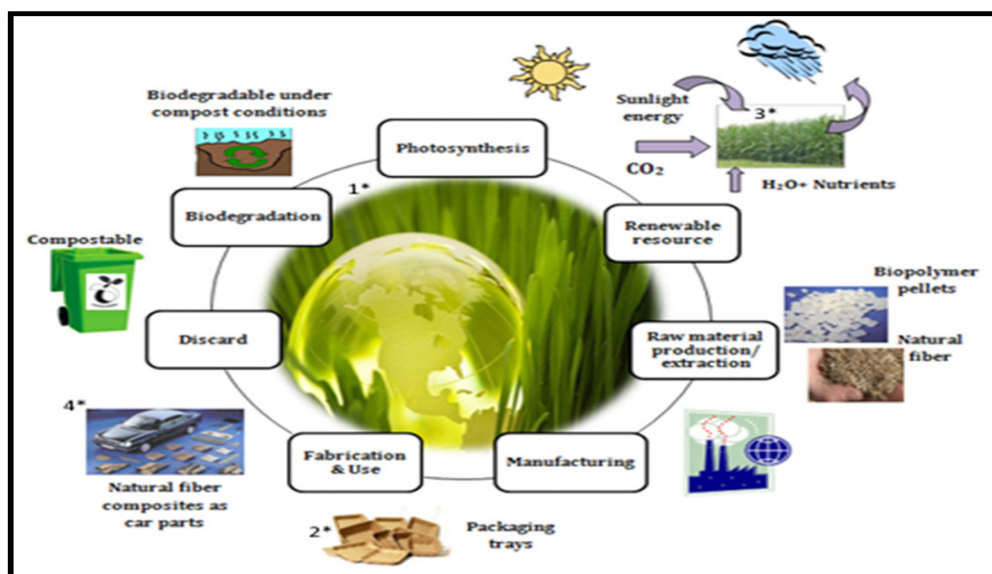 Biodegradable under
compost conditions
Photosynthesis
Sunlight
energy
3*
CO₂
H₂O+ Nutrients
1*
Biodegradation
Renewable
resource
Compostable
Biopolymer
pellets
Discard
Raw material
production/
extraction
Natural
fiber
4*
Fabrication
& Use
Manufacturing
Natural fiber
composites as
car parts
2*
Packaging
trays